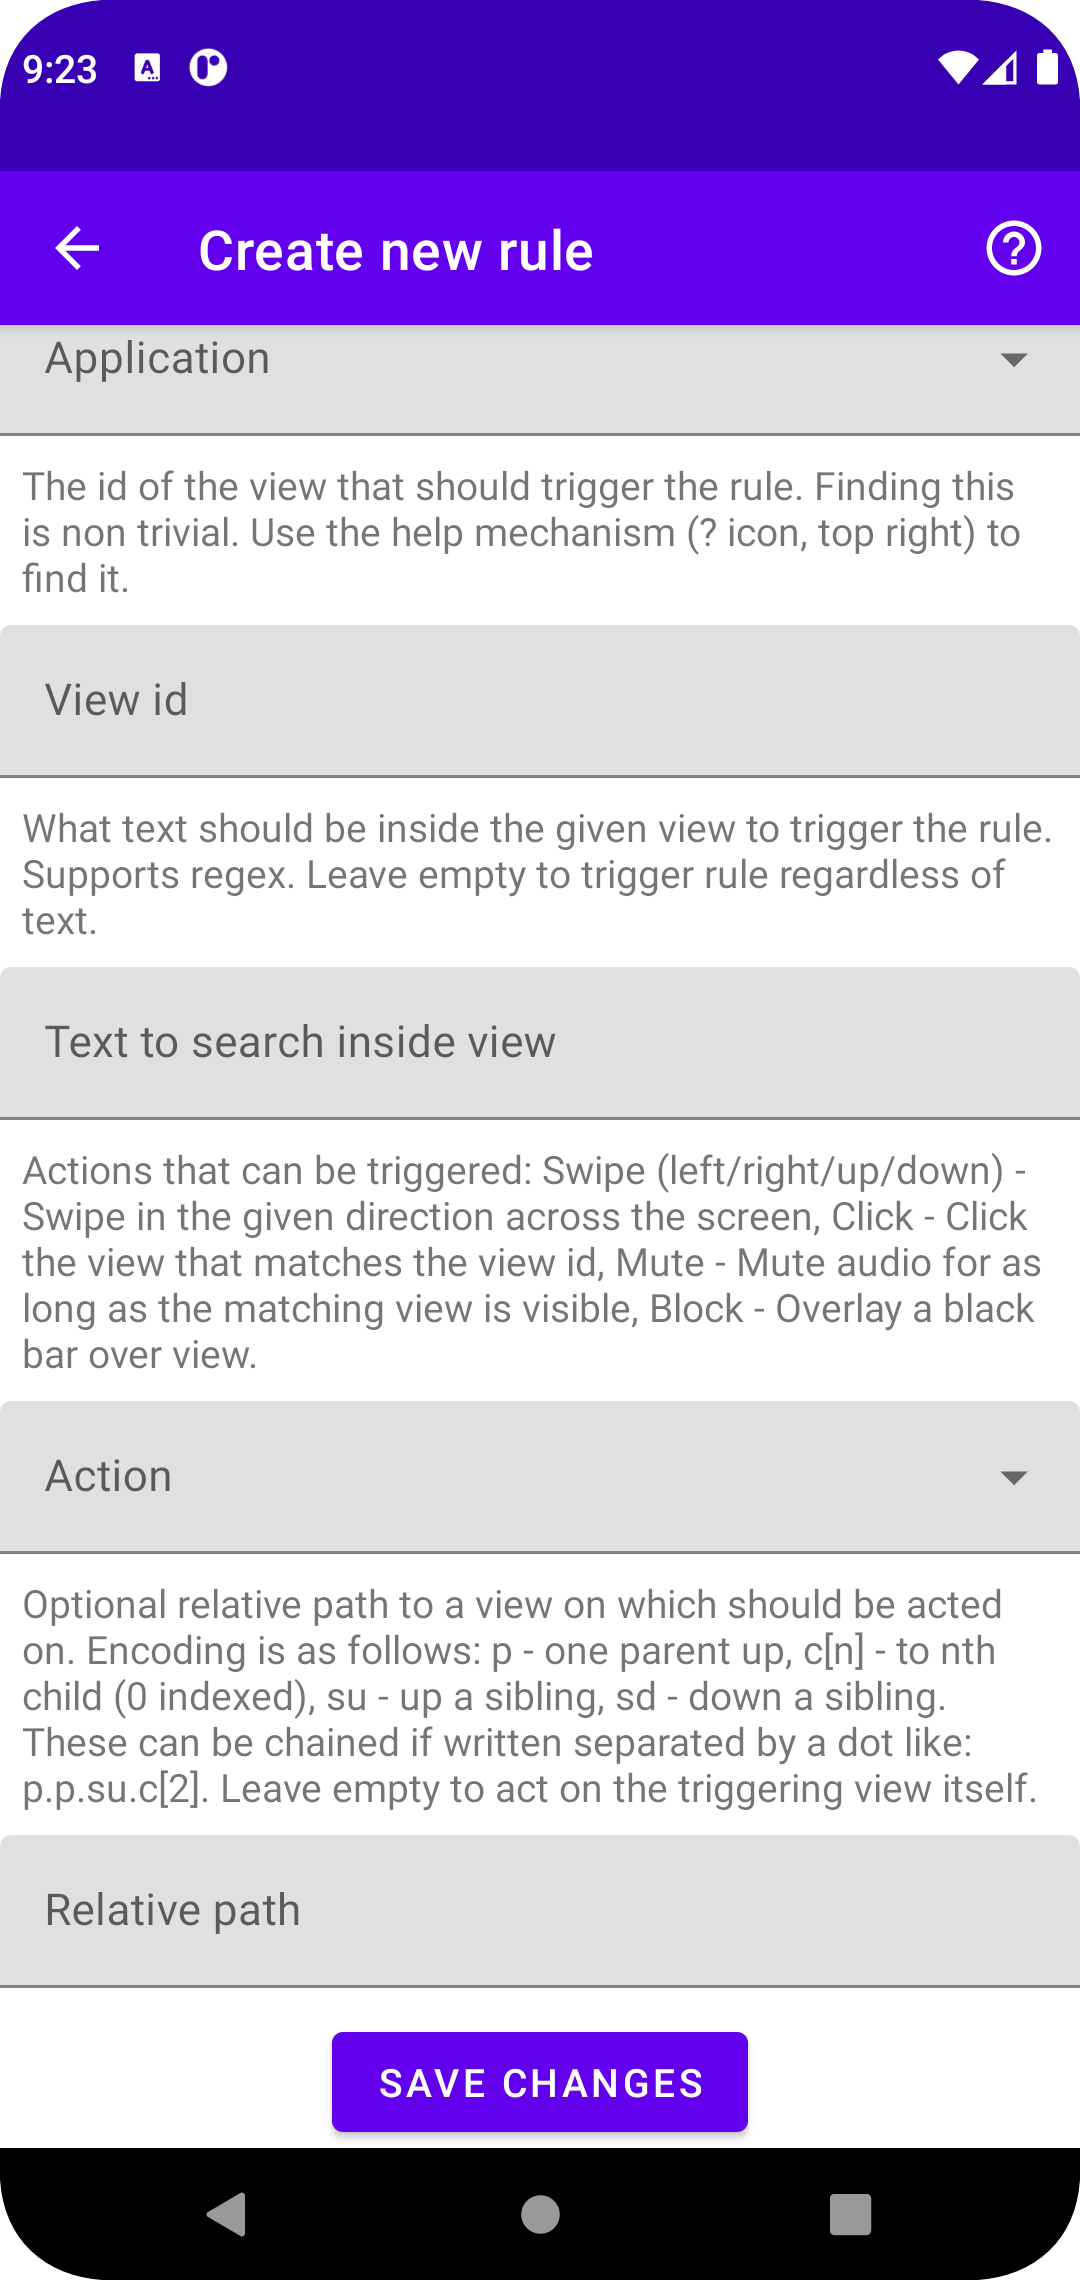 9:23
Create new rule
Application
The id of the view that should trigger the rule. Finding this
is non trivial. Use the help mechanism (? icon, top right) to
find it.
View id
What text should be inside the given view to trigger the rule.
Supports regex. Leave empty to trigger rule regardless of
text.
Text to search inside view
Actions that can be triggered: Swipe (left/right/up/down) -
Swipe in the given direction across the screen, Click - Click
the view that matches the view id, Mute - Mute audio for as
long as the matching view is visible, Block - Overlay a black
bar over view.
Action
Optional relative path to a view on which should be acted
on. Encoding is as follows: p - one parent up, c[n] - to nth
child (0 indexed), su - up a sibling, sd - down a sibling.
These can be chained if written separated by a dot like:
p.p.su.c[2]. Leave empty to act on the triggering view itself.
Relative path
SAVE CHANGES